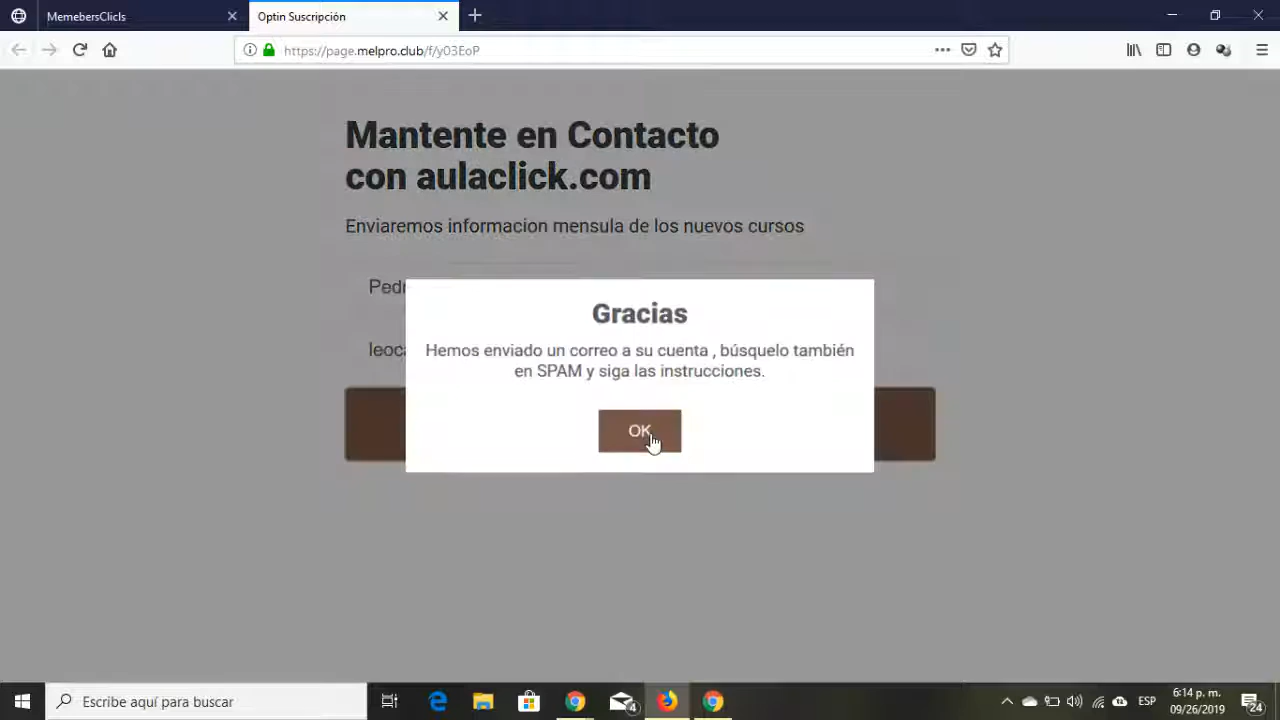 MemebersClicls
Optin Suscripción
https://page.melpro.club/f/y03EoP
Mantente en Contacto
con aulaclick.com
Enviaremos informacion mensula de los nuevos cursos
Gracias
Hemos enviado un correo a su cuenta , búsquelo también
en SPAM y siga las instrucciones.
OK
Escribe aquí para buscar
4
ESP
6:14 p. m.
09/26/2019
24